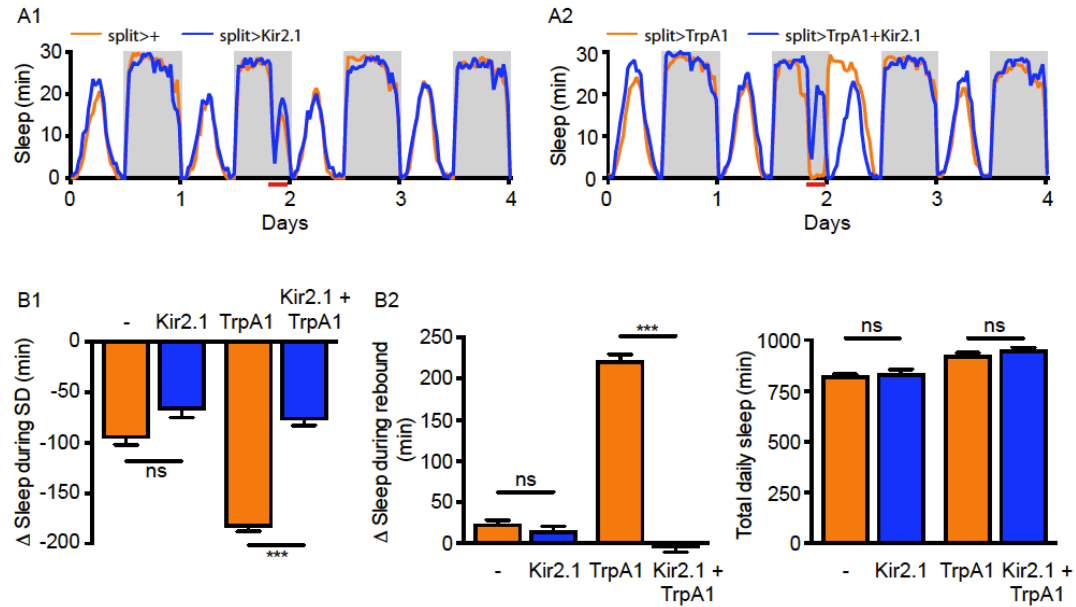 A1
split>+ split>Kir2.1
Sleep (min)
30
20
10
0
0 1 2 3 4
Days
A2
split>TrpA1 split>TrpA1+Kir2.1
Sleep (min)
30
20
10
0
0 1 2 3 4
Days
B1
- Kir2.1 TrpA1 Kir2.1 + TrpA1
Δ Sleep during SD (min)
0
-50
-100
-150
-200
ns
***
B2
Δ Sleep during rebound
(min)
250
200
150
100
50
0
ns
***
- Kir2.1 TrpA1 Kir2.1 +
TrpA1
Total daily sleep (min)
1000
750
500
250
0
ns ns
- Kir2.1 TrpA1 Kir2.1 +
TrpA1